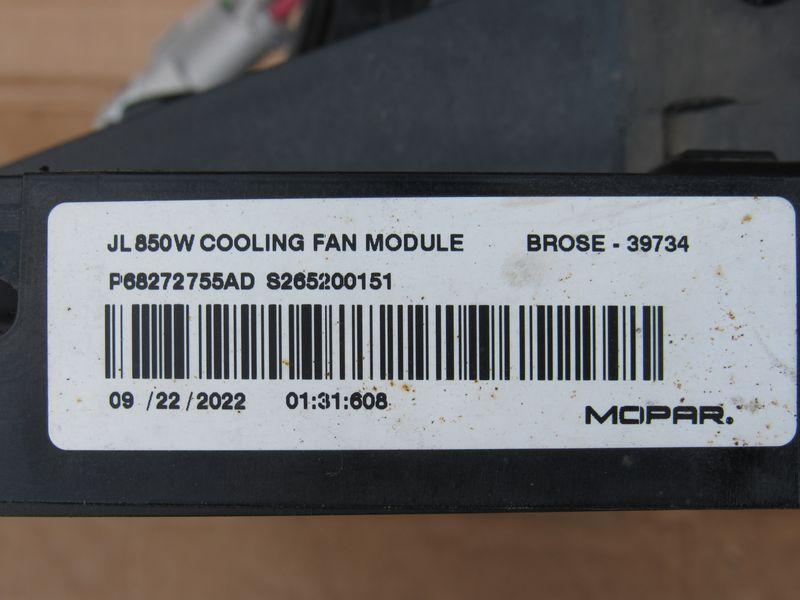 JL 850W COOLING FAN MODULE BROSE - 39734
P68272755AD S265200151
09 /22 /2022 01:31:608
MOPAR.